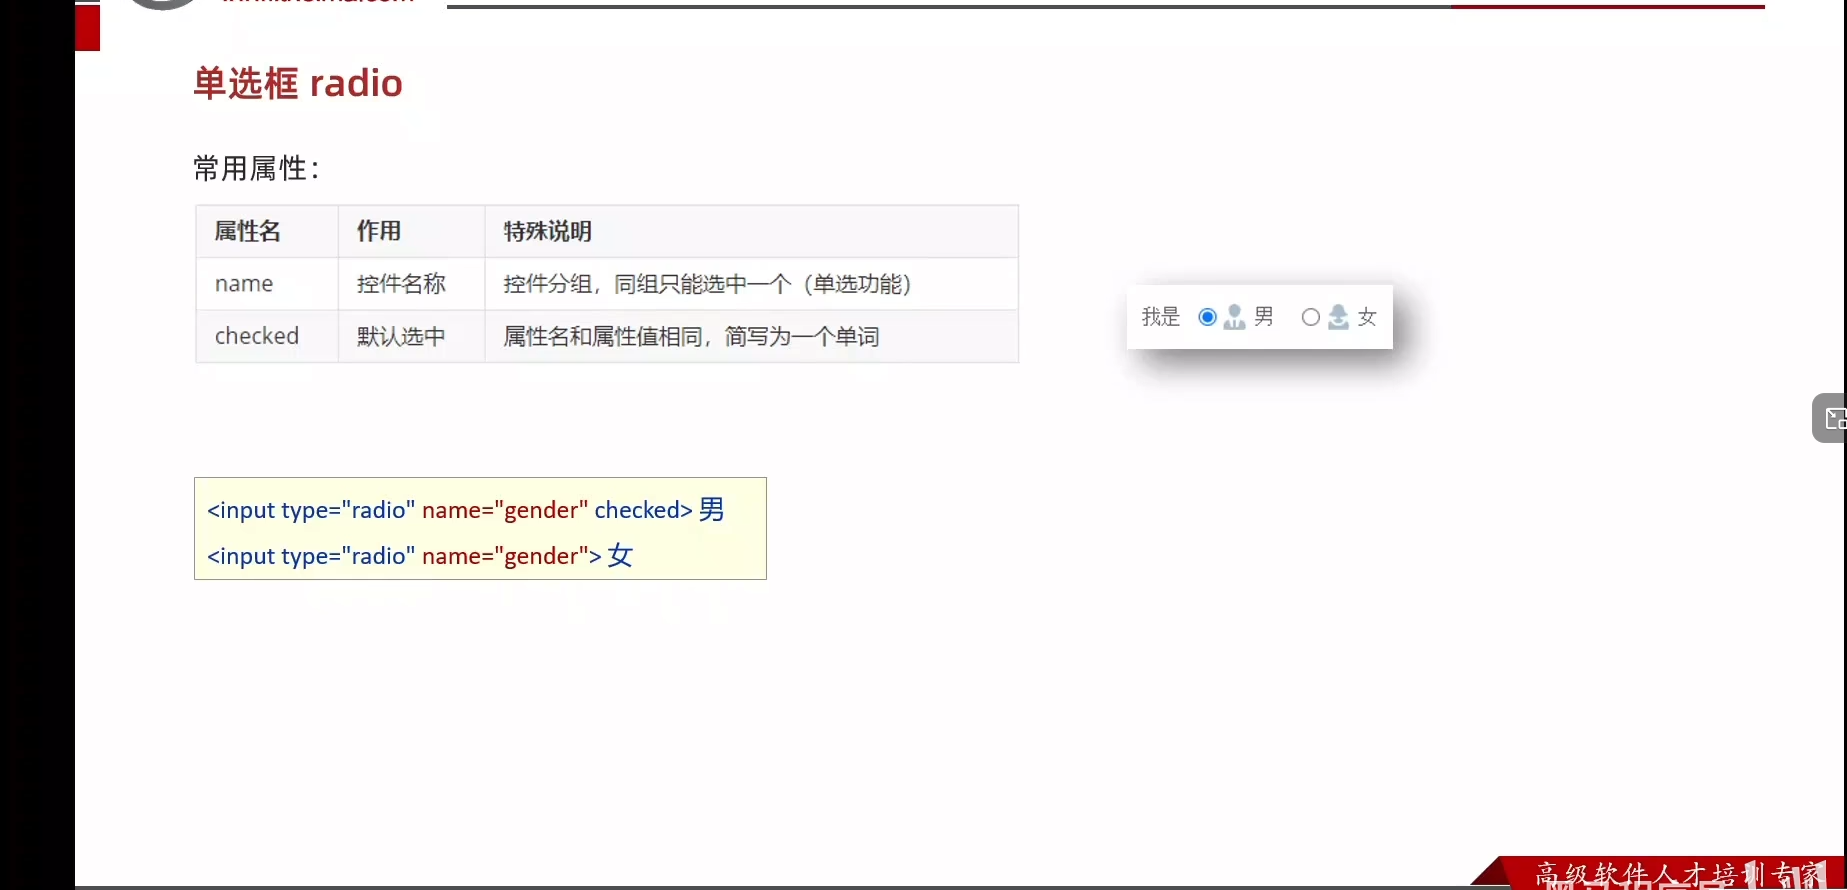 单选框 radio
常用属性：
属性名 作用 特殊说明
name 控件名称 控件分组，同组只能选中一个（单选功能）
checked 默认选中 属性名和属性值相同，简写为一个单词
我是 男 女
<input type="radio" name="gender" checked> 男
<input type="radio" name="gender"> 女
高级软件人才培训专家